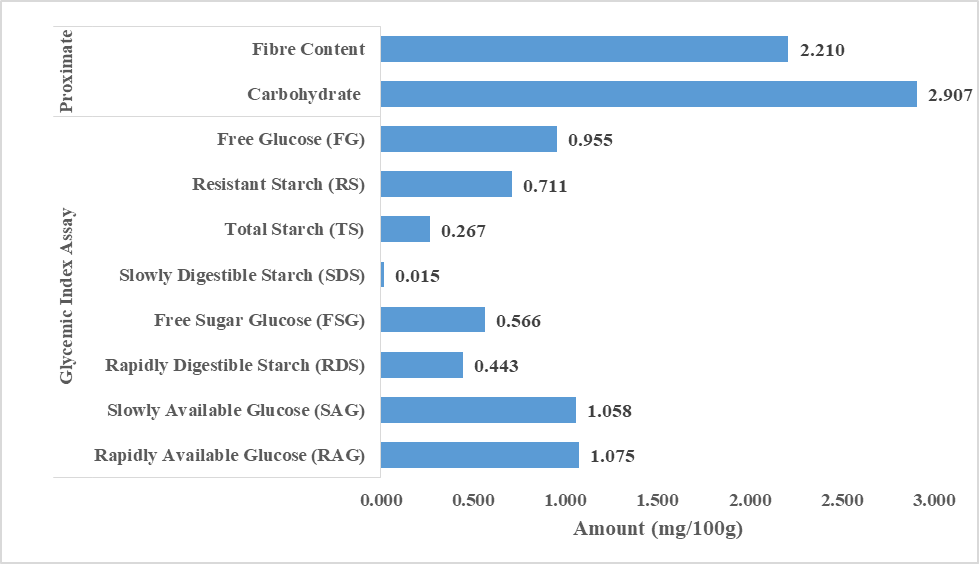 Proximate
Fibre Content
2.210
Carbohydrate
2.907
Glycemic Index Assay
Free Glucose (FG)
0.955
Resistant Starch (RS)
0.711
Total Starch (TS)
0.267
Slowly Digestible Starch (SDS)
0.015
Free Sugar Glucose (FSG)
0.566
Rapidly Digestible Starch (RDS)
0.443
Slowly Available Glucose (SAG)
1.058
Rapidly Available Glucose (RAG)
1.075
0.000 0.500 1.000 1.500 2.000 2.500 3.000
Amount (mg/100g)